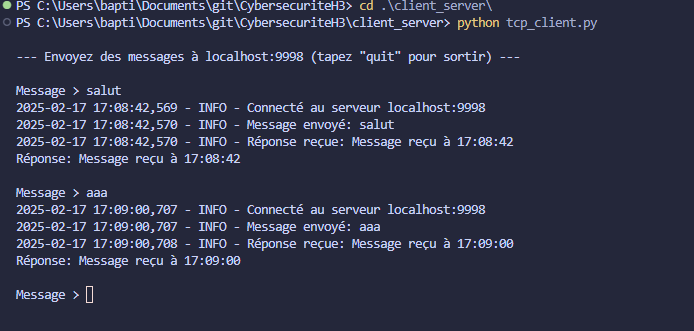 PS C:\Users\bapti\Documents\git\CybersecuriteH3> cd .\client_server\
PS C:\Users\bapti\Documents\git\CybersecuriteH3\client_server> python tcp_client.py
--- Envoyez des messages à localhost:9998 (tapez "quit" pour sortir) ---
Message > salut
2025-02-17 17:08:42,569 - INFO - Connecté au serveur localhost:9998
2025-02-17 17:08:42,570 - INFO - Message envoyé: salut
2025-02-17 17:08:42,570 - INFO - Réponse reçue: Message reçu à 17:08:42
Réponse: Message reçu à 17:08:42
Message > aaa
2025-02-17 17:09:00,707 - INFO - Connecté au serveur localhost:9998
2025-02-17 17:09:00,707 - INFO - Message envoyé: aaa
2025-02-17 17:09:00,708 - INFO - Réponse reçue: Message reçu à 17:09:00
Réponse: Message reçu à 17:09:00
Message >